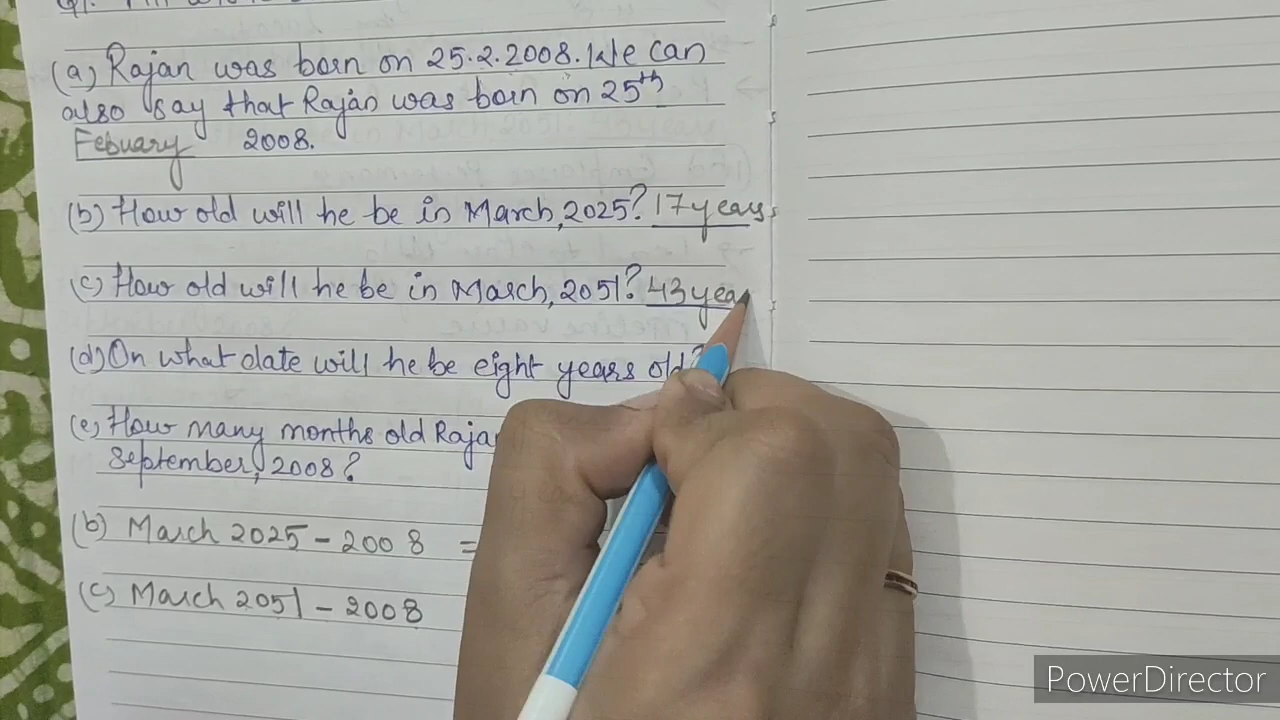 (a) Rajan was born on 25.2.2008. We can
also say that Rajan was born on 25th
Febuary 2008.
(b) How old will he be in March, 2025? 17 years
(c) How old will he be in March, 2051? 43 year
(d) On what date will he be eight years old?
(e) How many months old Rajan
September, 2008?
(b) March 2025 - 2008 =
(c) March 2051 - 2008
PowerDirector